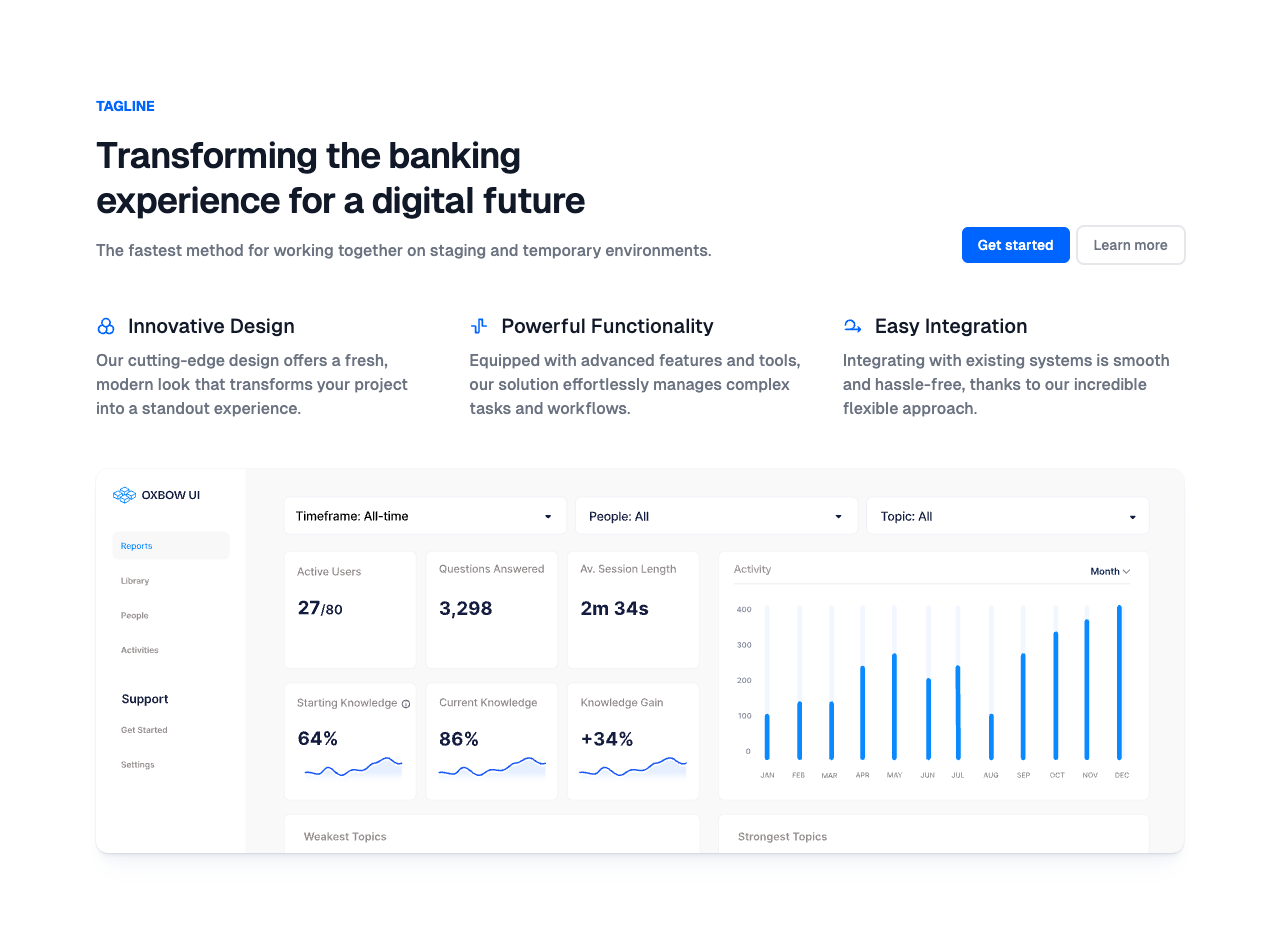 TAGLINE
Transforming the banking
experience for a digital future
The fastest method for working together on staging and temporary environments.
Get started
Learn more
Innovative Design
Our cutting-edge design offers a fresh,
modern look that transforms your project
into a standout experience.
Powerful Functionality
Equipped with advanced features and tools,
our solution effortlessly manages complex
tasks and workflows.
Easy Integration
Integrating with existing systems is smooth
and hassle-free, thanks to our incredible
flexible approach.
OXBOW UI
Reports
Library
People
Activities
Support
Get Started
Settings
Timeframe: All-time
People: All
Topic: All
Active Users
27/80
Questions Answered
3,298
Av. Session Length
2m 34s
Starting Knowledge
64%
Current Knowledge
86%
Knowledge Gain
+34%
Activity
Month
400
300
200
100
0
JAN FEB MAR APR MAY JUN JUL AUG SEP OCT NOV DEC
Weakest Topics
Strongest Topics